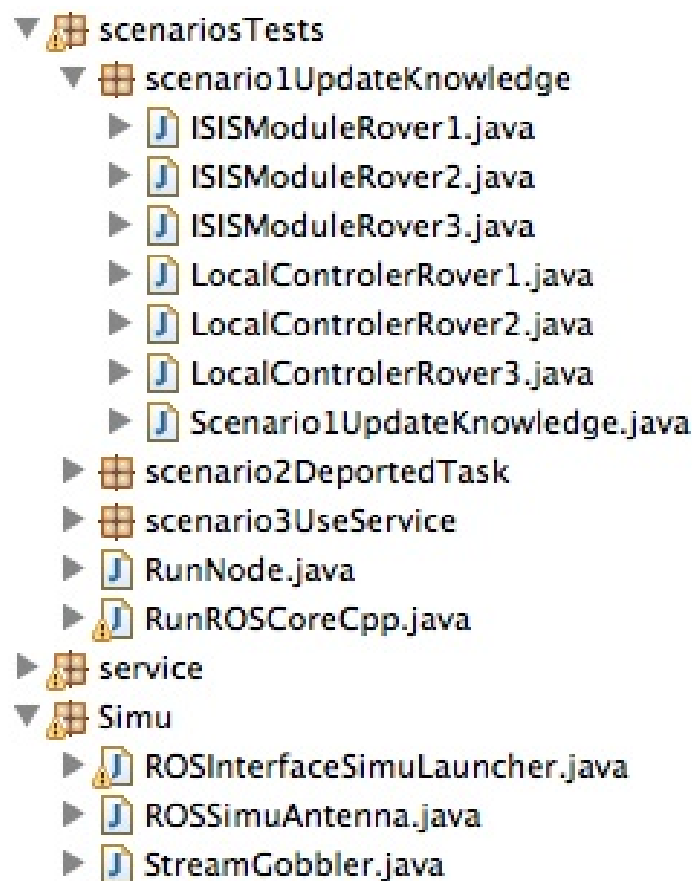 scenariosTests
scenario1UpdateKnowledge
ISISModuleRover1.java
ISISModuleRover2.java
ISISModuleRover3.java
LocalControlerRover1.java
LocalControlerRover2.java
LocalControlerRover3.java
Scenario1UpdateKnowledge.java
scenario2DeportedTask
scenario3UseService
RunNode.java
RunROSCoreCpp.java
service
Simu
ROSInterfaceSimuLauncher.java
ROSSimuAntenna.java
StreamGobbler.java